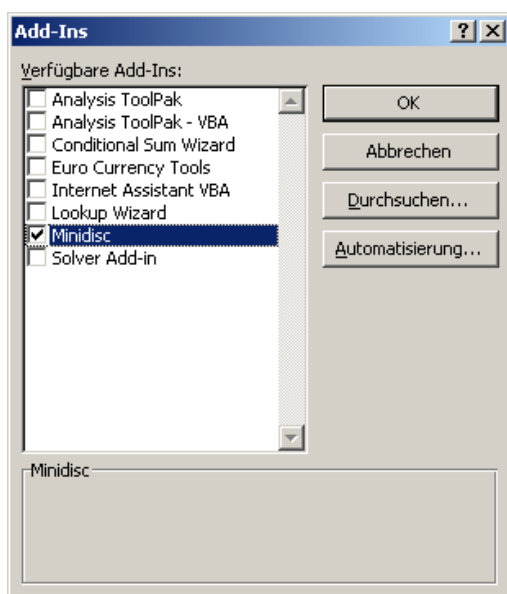 Add-Ins
Verfügbare Add-Ins:
Analysis ToolPak
Analysis ToolPak - VBA
Conditional Sum Wizard
Euro Currency Tools
Internet Assistant VBA
Lookup Wizard
Minidisc
Solver Add-in
OK
Abbrechen
Durchsuchen...
Automatisierung...
Minidisc